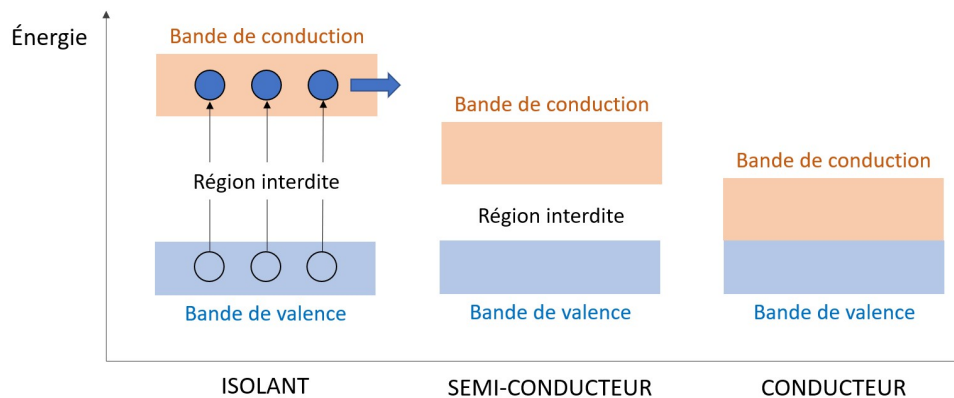 Énergie
Bande de conduction
Région interdite
Bande de valence
Bande de conduction
Région interdite
Bande de valence
Bande de conduction
Bande de valence
ISOLANT
SEMI-CONDUCTEUR
CONDUCTEUR